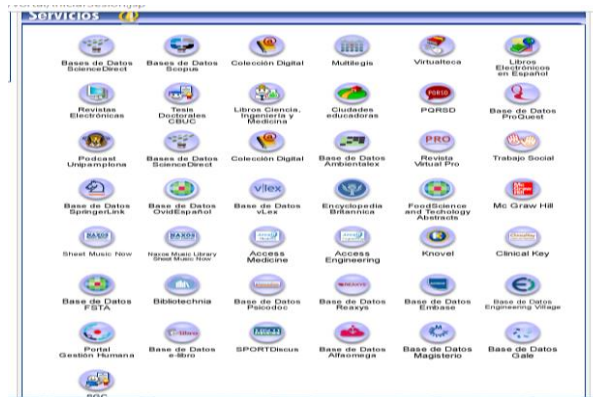 Servicios
Bases de Datos ScienceDirect
Bases de Datos Scopus
Colección Digital
Multilegis
Virtualteca
Libros Electrónicos en Español
Revistas Electrónicas
Tesis Doctorales CBUC
Libros Ciencia, Ingeniería y Medicina
Ciudades educadoras
PQRSD
PQRSD
Base de Datos ProQuest
Podcast Unipamplona
Bases de Datos ScienceDirect
Colección Digital
Base de Datos Ambientalex
PRO
Revista Virtual Pro
Trabajo Social
Base de Datos SpringerLink
Base de Datos OvidEspañol
vlex
Base de Datos vLex
Encyclopedia Britannica
FoodScience and Techology Abstracts
Mc Graw Hill
Mc Graw Hill
NAXOS
Sheet Music Now
NAXOS
Naxos Music Library Sheet Music Now
Access Medicine
Access Engineering
Knovel
Clinical Key
Base de Datos FSTA
Bibliotechnia
Base de Datos Psicodoc
Base de Datos Reaxys
Base de Datos Embase
Base de Datos Engineering Village
Portal Gestión Humana
Base de Datos e-libro
SPORTDiscus
Base de Datos Alfaomega
Base de Datos Magisterio
Base de Datos Gale